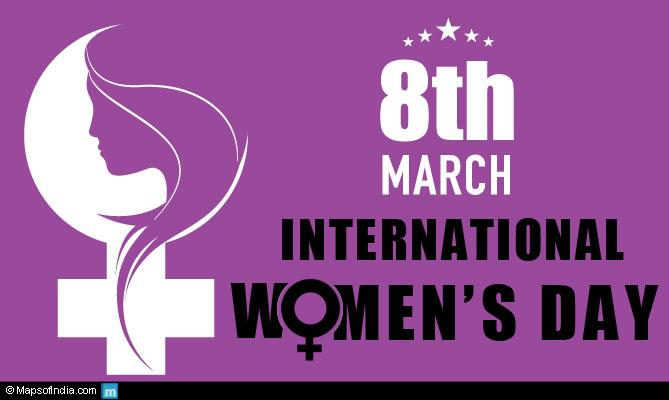 8th
MARCH
INTERNATIONAL
WOMEN'S DAY
© MapsofIndia.com m